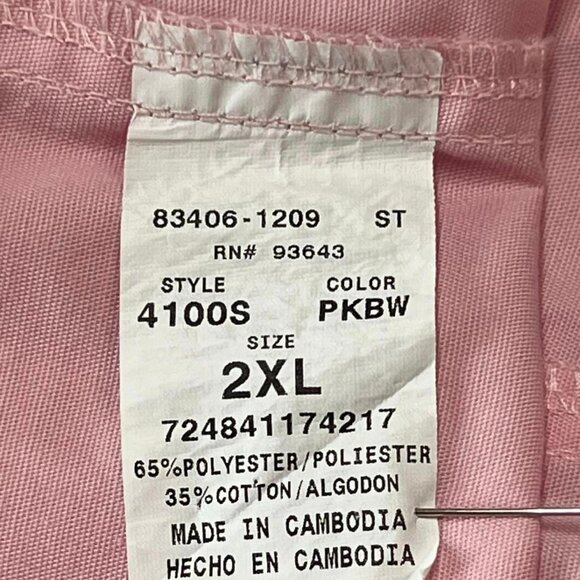 83406-1209 ST
RN# 93643
STYLE COLOR
4100S PKBW
SIZE
2XL
724841174217
65%POLYESTER/POLIESTER
35%COTTON/ALGODON
MADE IN CAMBODIA
HECHO EN CAMBODIA